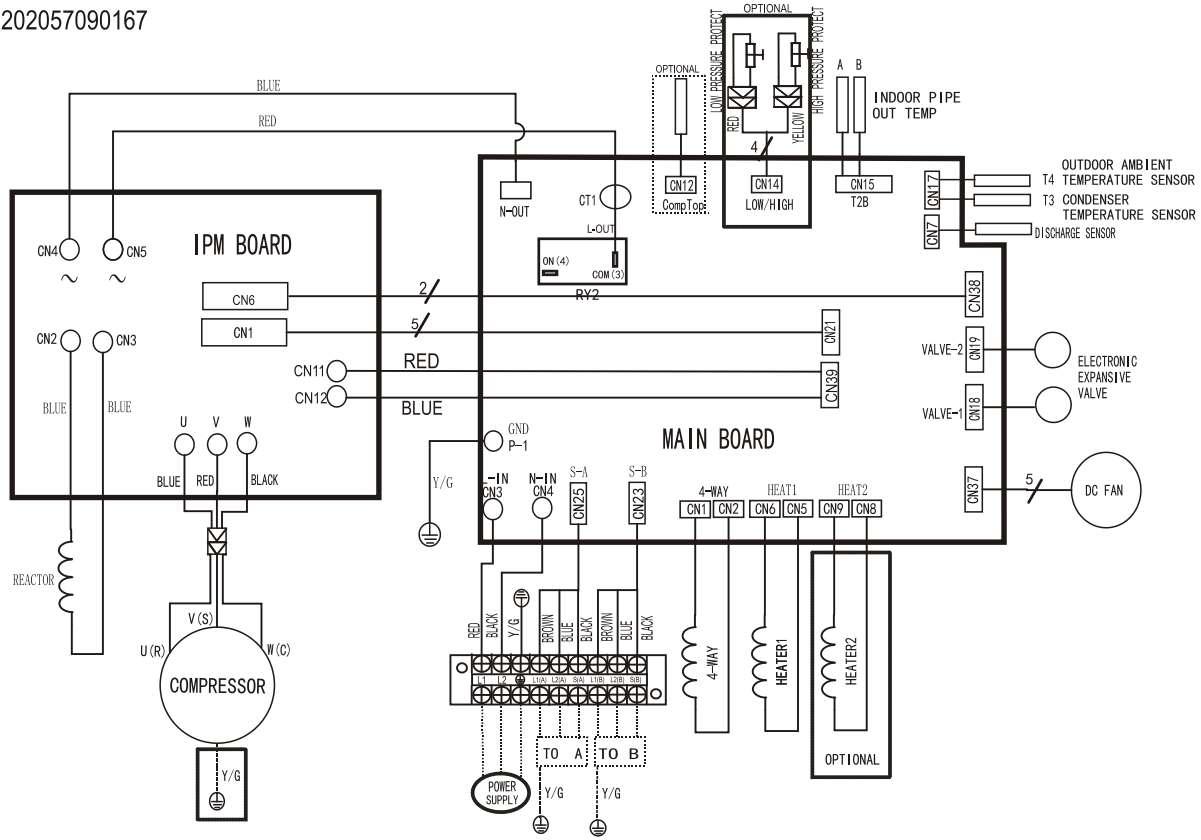 202057090167
BLUE
RED
OPTIONAL
LOW PRESSURE PROTECT
HIGH PRESSURE PROTECT
RED
YELLOW
4
CN14
LOW/HIGH
OPTIONAL
CN12
CompTop
A B
INDOOR PIPE
OUT TEMP
CN15
T2B
CN17
OUTDOOR AMBIENT
T4 TEMPERATURE SENSOR
T3 CONDENSER
TEMPERATURE SENSOR
CN7
DISCHARGE SENSOR
N-OUT
CT1
L-OUT
ON(4)
COM(3)
RY2
CN4
CN5
∼ ∼
IPM BOARD
CN6
2
CN38
CN1
5
CN21
CN2
CN3
CN11
RED
CN39
CN12
BLUE
VALVE-2
CN19
VALVE-1
CN18
ELECTRONIC
EXPANSIVE
VALVE
BLUE
BLUE
U V W
BLUE
RED
BLACK
MAIN BOARD
GND
P-1
Y/G
L-IN
CN3
N-IN
CN4
S-A
CN25
S-B
CN23
4-WAY
CN1 CN2
HEAT1
CN6 CN5
HEAT2
CN9 CN8
CN37
5
DC FAN
REACTOR
V(S)
U(R)
W(C)
COMPRESSOR
Y/G
RED
BLACK
Y/G
BROWN
BLUE
BLACK
BROWN
BLUE
BLACK
L1 L2 L1(A) L2(A) S(A) L1(B) L2(B) S(B)
TO A
TO B
POWER
SUPPLY
Y/G
Y/G
4-WAY
HEATER1
HEATER2
OPTIONAL